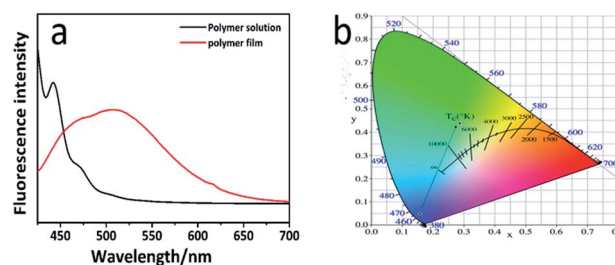 a
Polymer solution
polymer film
Fluorescence intensity
450 500 550 600 650 700
Wavelength/nm
b
0.9
0.8
0.7
0.6
0.5
0.4
0.3
0.2
0.1
0.0
y
0.0 0.1 0.2 0.3 0.4 0.5 0.6 0.7
x
520
540
560
580
600
620
700
500
490
480
470
460
380
Tc(°K)
10000
6000
4000
3000
2500
2000
1500
∞